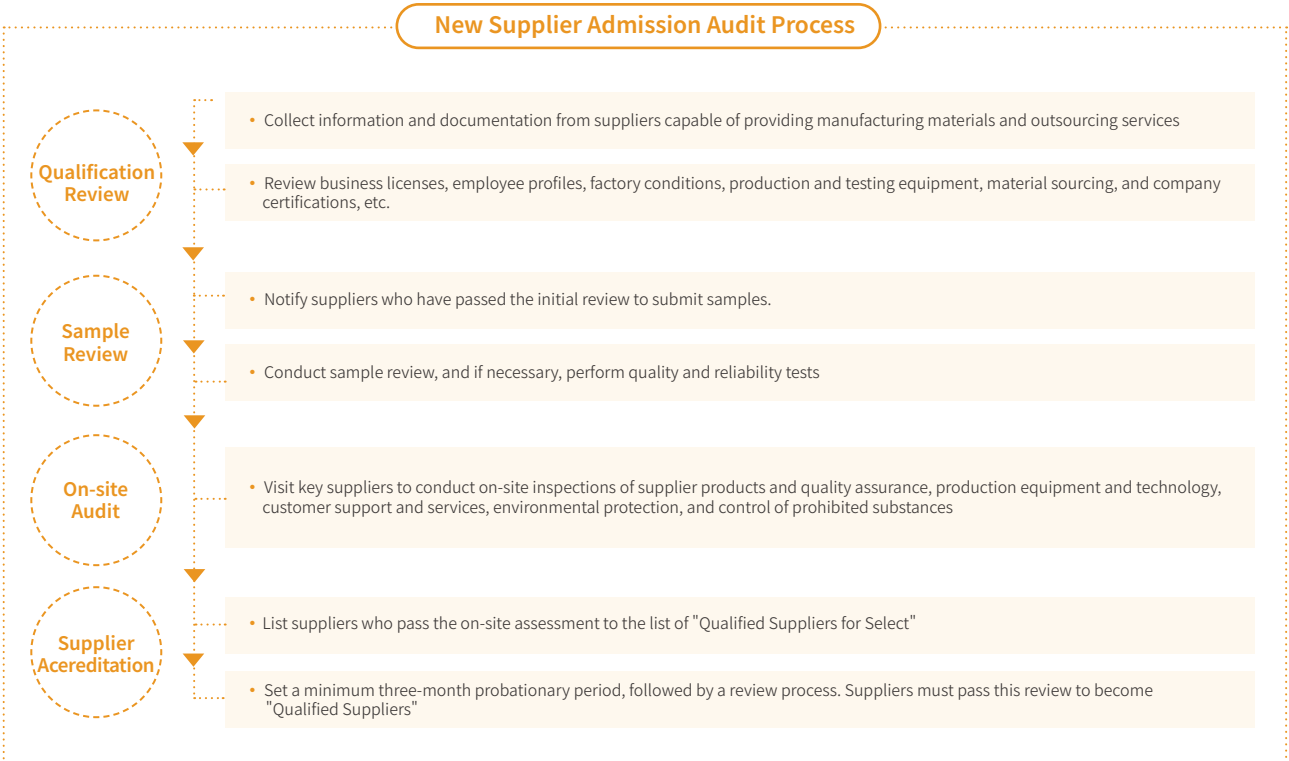 New Supplier Admission Audit Process
Qualification
Review
• Collect information and documentation from suppliers capable of providing manufacturing materials and outsourcing services
• Review business licenses, employee profiles, factory conditions, production and testing equipment, material sourcing, and company
certifications, etc.
Sample
Review
• Notify suppliers who have passed the initial review to submit samples.
• Conduct sample review, and if necessary, perform quality and reliability tests
On-site
Audit
• Visit key suppliers to conduct on-site inspections of supplier products and quality assurance, production equipment and technology,
customer support and services, environmental protection, and control of prohibited substances
Supplier
Acereditation
• List suppliers who pass the on-site assessment to the list of "Qualified Suppliers for Select"
• Set a minimum three-month probationary period, followed by a review process. Suppliers must pass this review to become
"Qualified Suppliers"